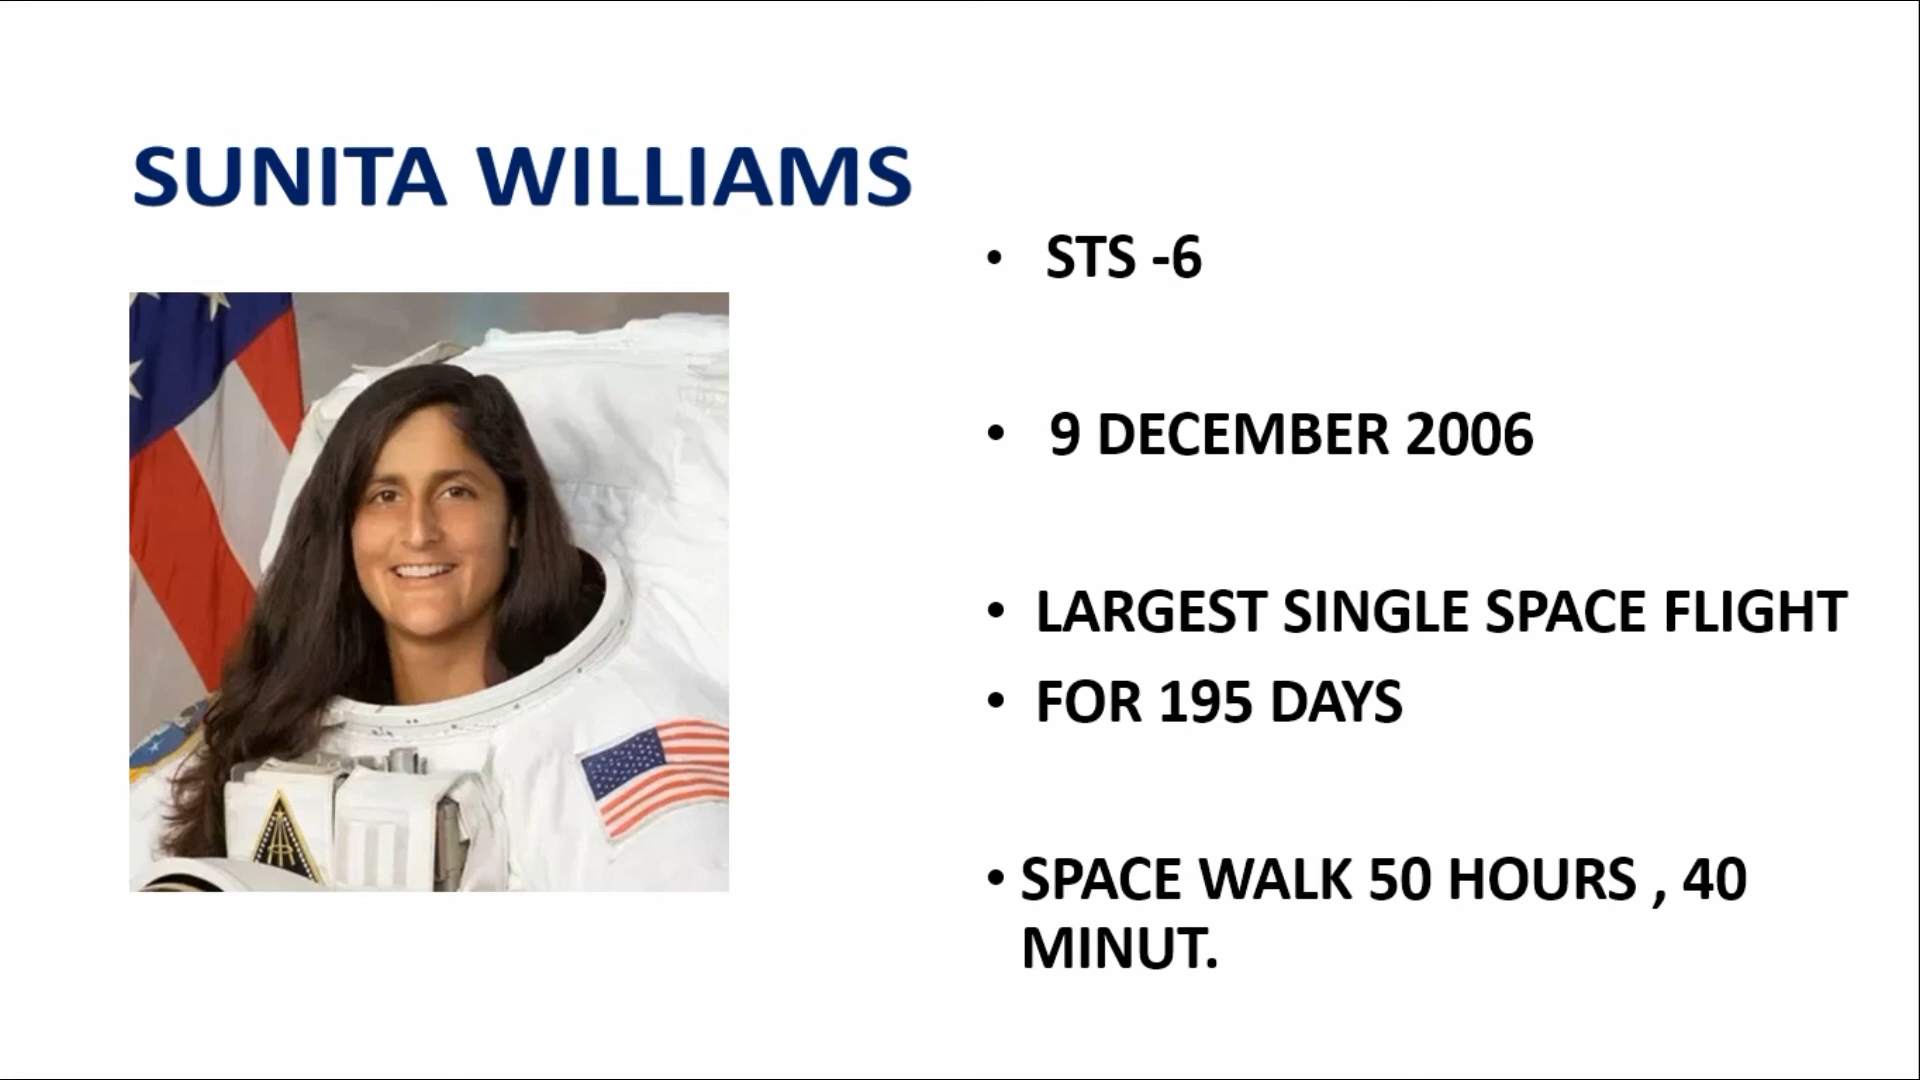 SUNITA WILLIAMS
• STS -6
• 9 DECEMBER 2006
• LARGEST SINGLE SPACE FLIGHT
• FOR 195 DAYS
• SPACE WALK 50 HOURS , 40
MINUT.